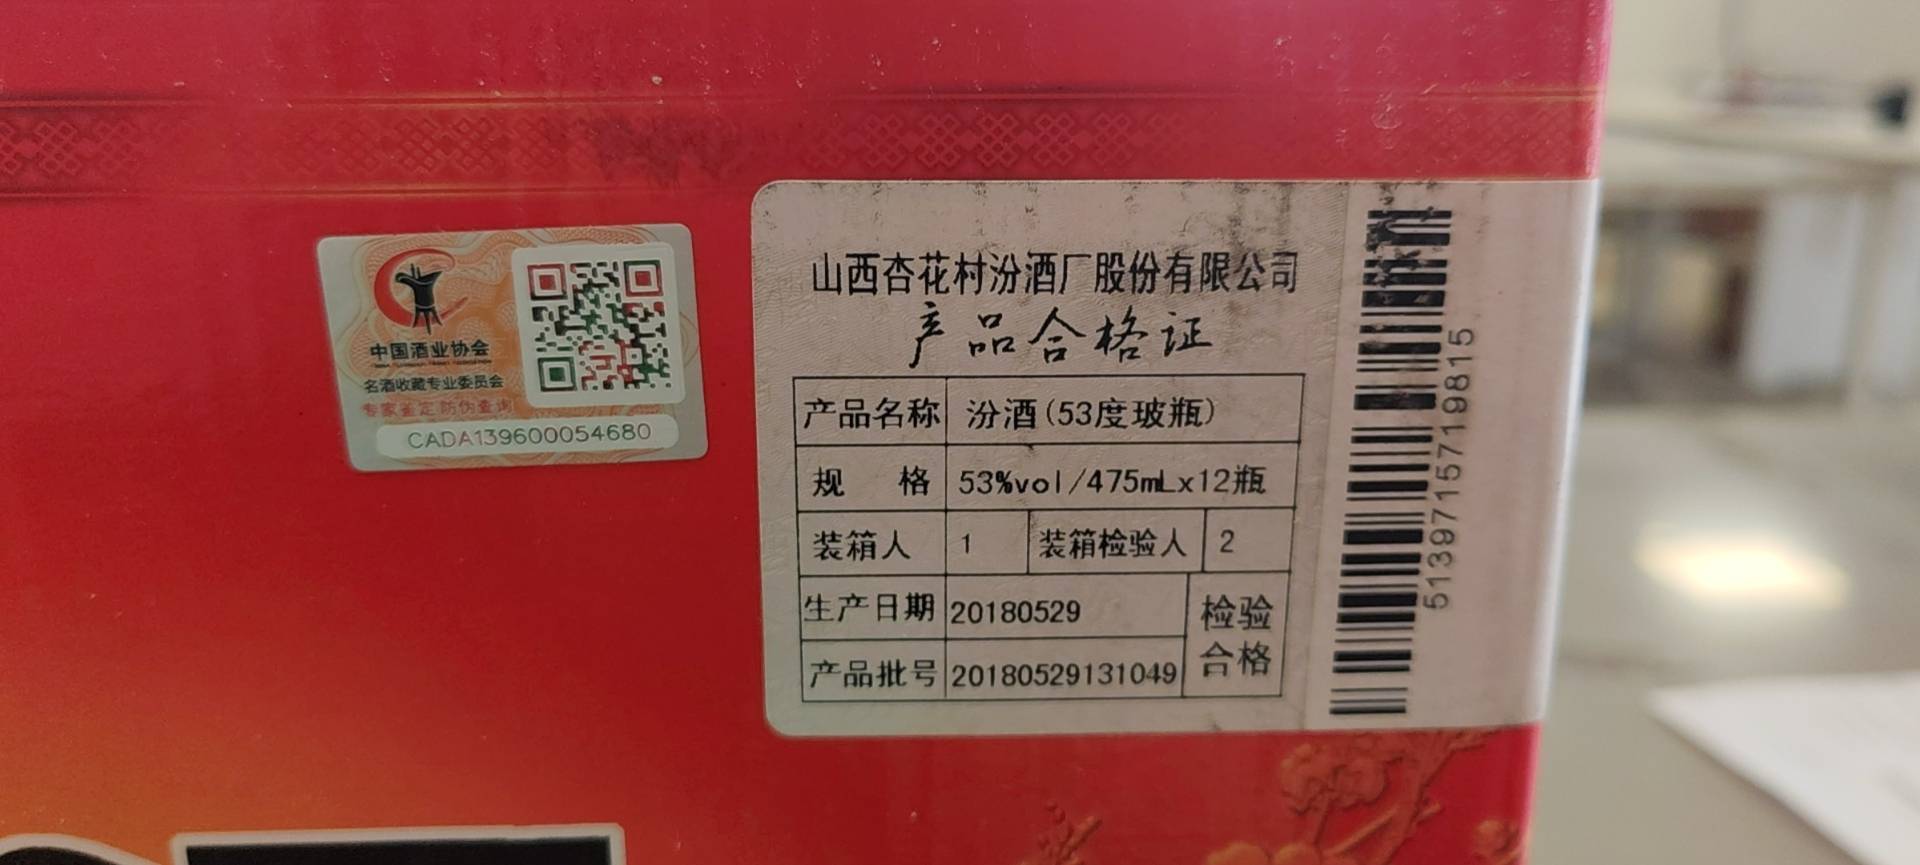 中国酒业协会
名酒收藏专业委员会
专家鉴定 防伪查询
CADA139600054680
山西杏花村汾酒厂股份有限公司
产品合格证
产品名称 汾酒(53度玻瓶)
规 格 53%vol/475mLx12瓶
装箱人 1 装箱检验人 2
生产日期 20180529
检验合格
产品批号 20180529131049
5139715719815